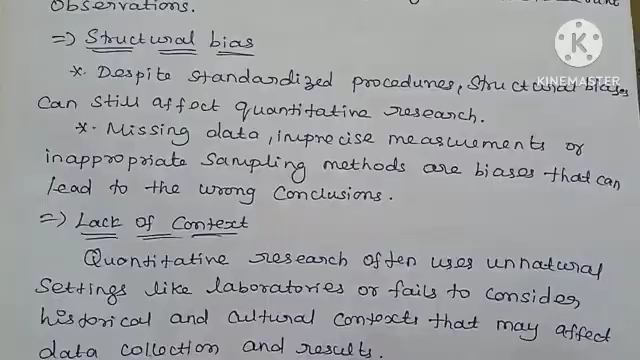 Observations.
=> Structural bias
*. Despite standardized procedures, structural biases
can still affect quantitative research.
*. Missing data, imprecise measurements or
inappropriate sampling methods are biases that can
lead to the wrong conclusions.
=> Lack of Context
Quantitative research often uses unnatural
settings like laboratories or fails to consider
historical and cultural contexts that may affect
data collection and results.
KINEMASTER